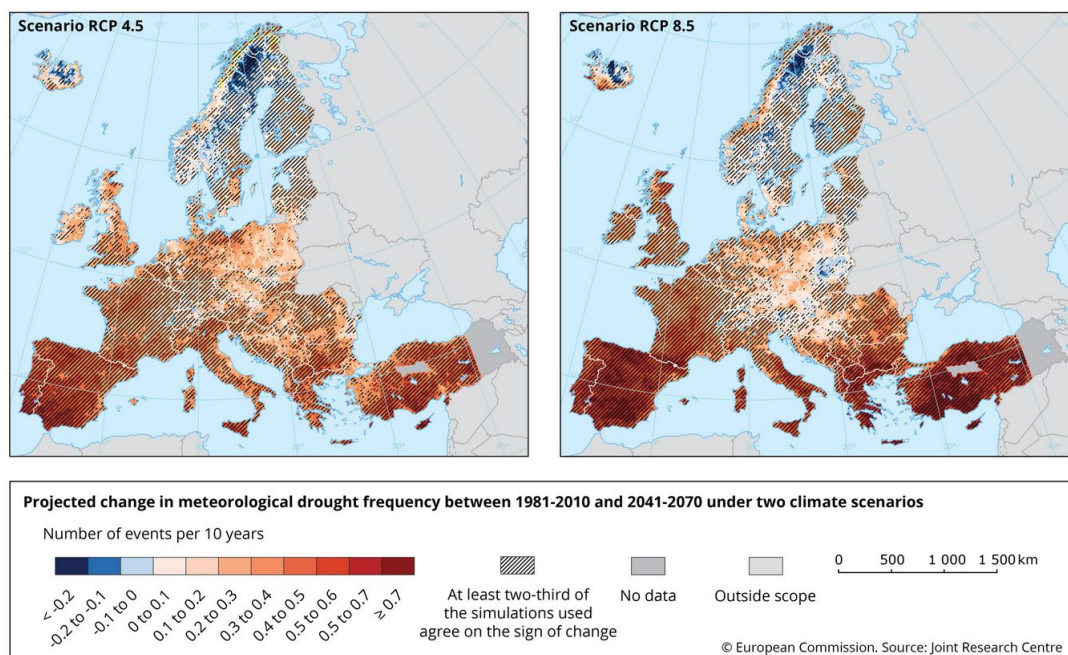 Scenario RCP 4.5
Scenario RCP 8.5
Projected change in meteorological drought frequency between 1981-2010 and 2041-2070 under two climate scenarios
Number of events per 10 years
< -0.2
-0.2 to -0.1
-0.1 to 0
0 to 0.1
0.1 to 0.2
0.2 to 0.3
0.3 to 0.4
0.4 to 0.5
0.5 to 0.6
0.5 to 0.7
≥ 0.7
At least two-third of
the simulations used
agree on the sign of change
No data
Outside scope
0 500 1 000 1 500 km
© European Commission. Source: Joint Research Centre